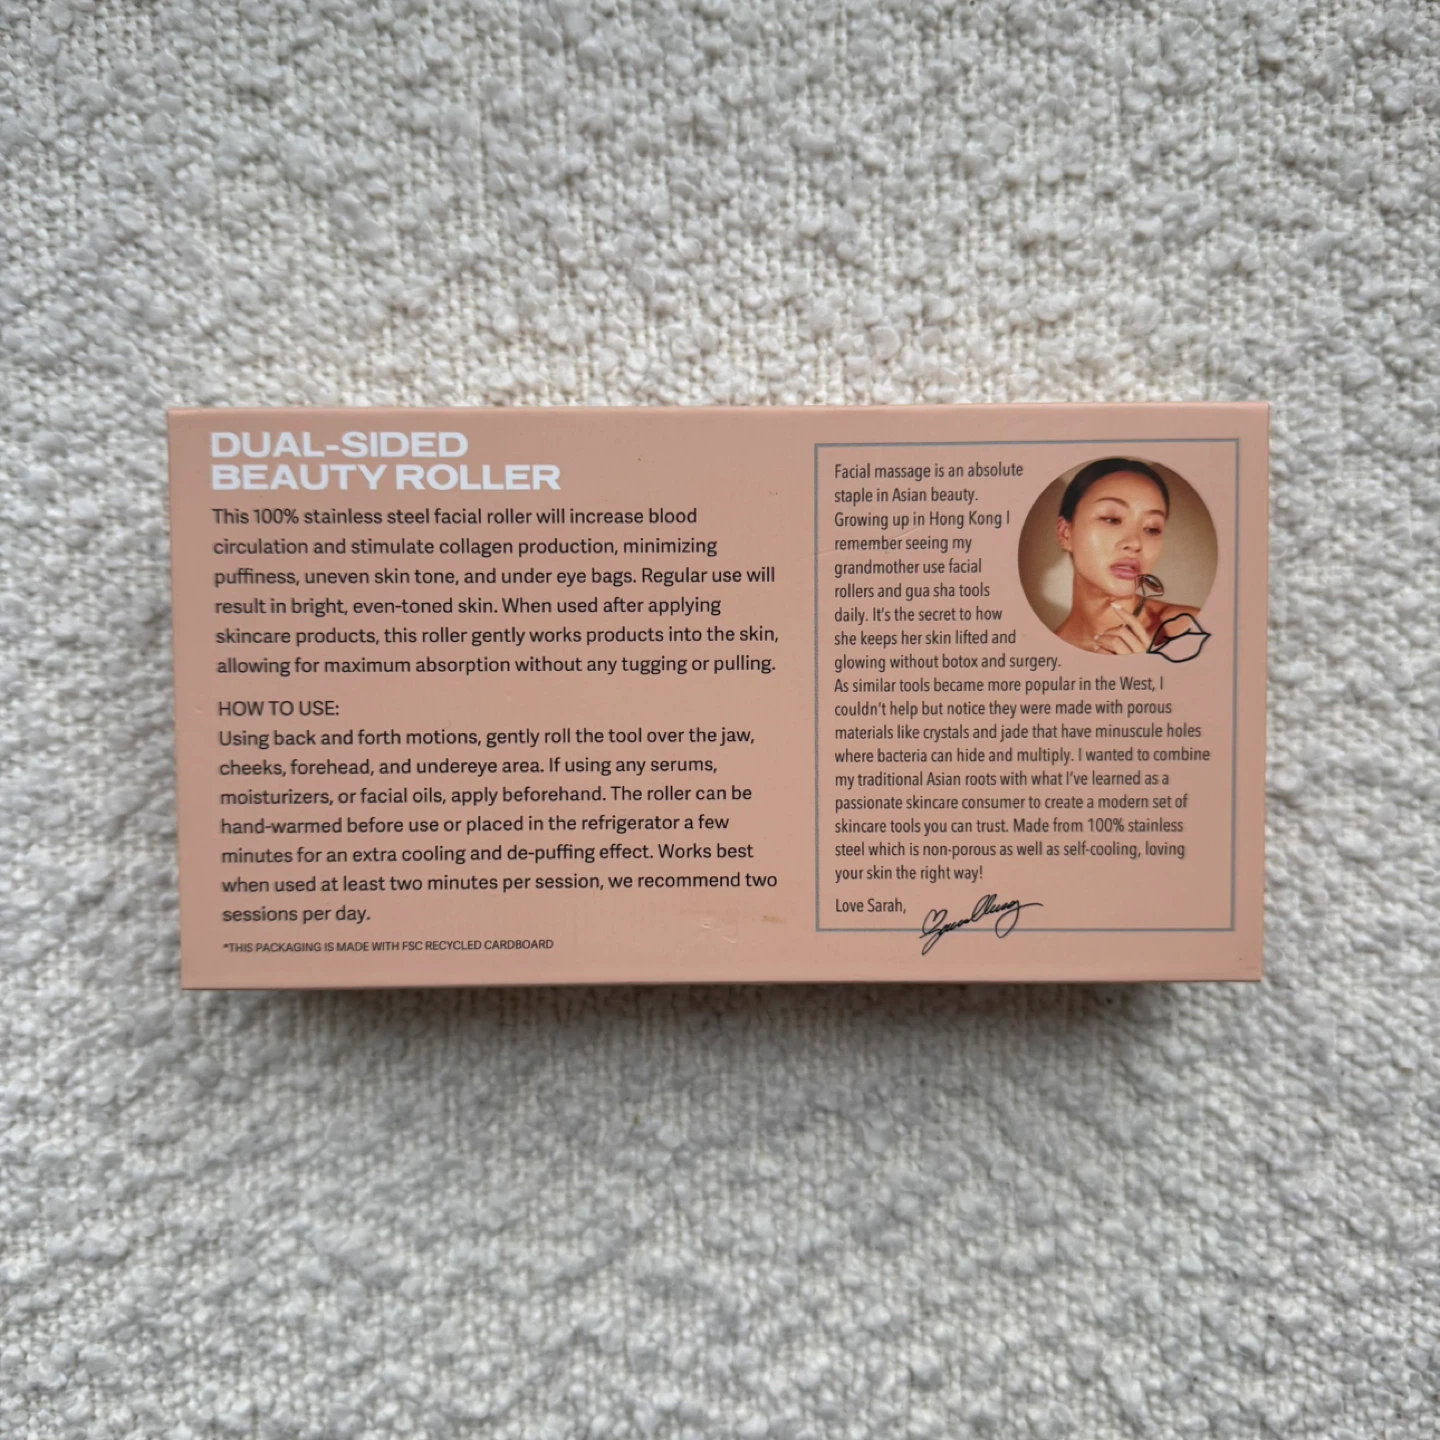 DUAL-SIDED
BEAUTY ROLLER
This 100% stainless steel facial roller will increase blood
circulation and stimulate collagen production, minimizing
puffiness, uneven skin tone, and under eye bags. Regular use will
result in bright, even-toned skin. When used after applying
skincare products, this roller gently works products into the skin,
allowing for maximum absorption without any tugging or pulling.
HOW TO USE:
Using back and forth motions, gently roll the tool over the jaw,
cheeks, forehead, and undereye area. If using any serums,
moisturizers, or facial oils, apply beforehand. The roller can be
hand-warmed before use or placed in the refrigerator a few
minutes for an extra cooling and de-puffing effect. Works best
when used at least two minutes per session, we recommend two
sessions per day.
*THIS PACKAGING IS MADE WITH FSC RECYCLED CARDBOARD
Facial massage is an absolute
staple in Asian beauty.
Growing up in Hong Kong I
remember seeing my
grandmother use facial
rollers and gua sha tools
daily. It's the secret to how
she keeps her skin lifted and
glowing without botox and surgery.
As similar tools became more popular in the West, I
couldn't help but notice they were made with porous
materials like crystals and jade that have minuscule holes
where bacteria can hide and multiply. I wanted to combine
my traditional Asian roots with what I've learned as a
passionate skincare consumer to create a modern set of
skincare tools you can trust. Made from 100% stainless
steel which is non-porous as well as self-cooling, loving
your skin the right way!
Love Sarah,